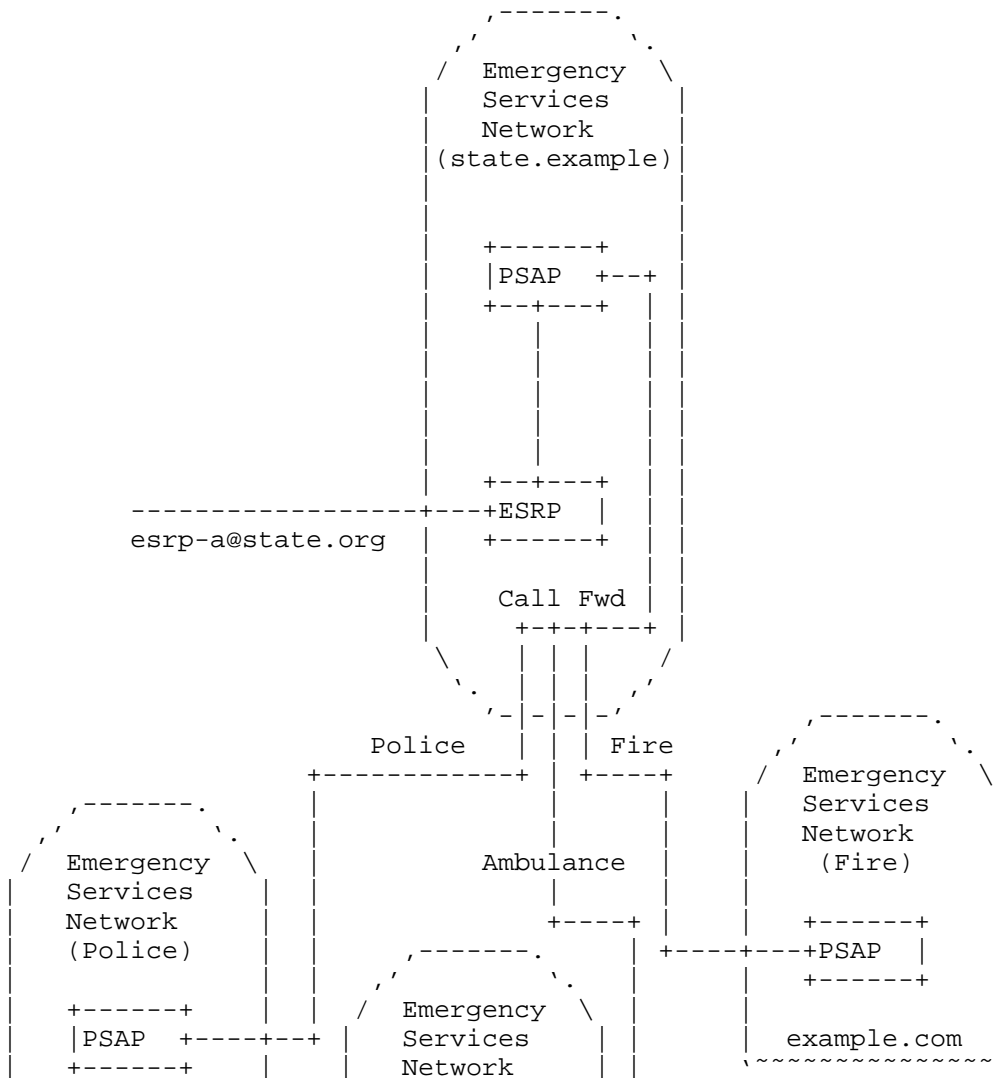 Emergency
Services
Network
(state.example)
PSAP
ESRP
esrp-a@state.org
Call Fwd
Police
Fire
Emergency
Services
Network
(Fire)
Emergency
Services
Network
(Police)
Ambulance
PSAP
Emergency
Services
Network
PSAP
example.com